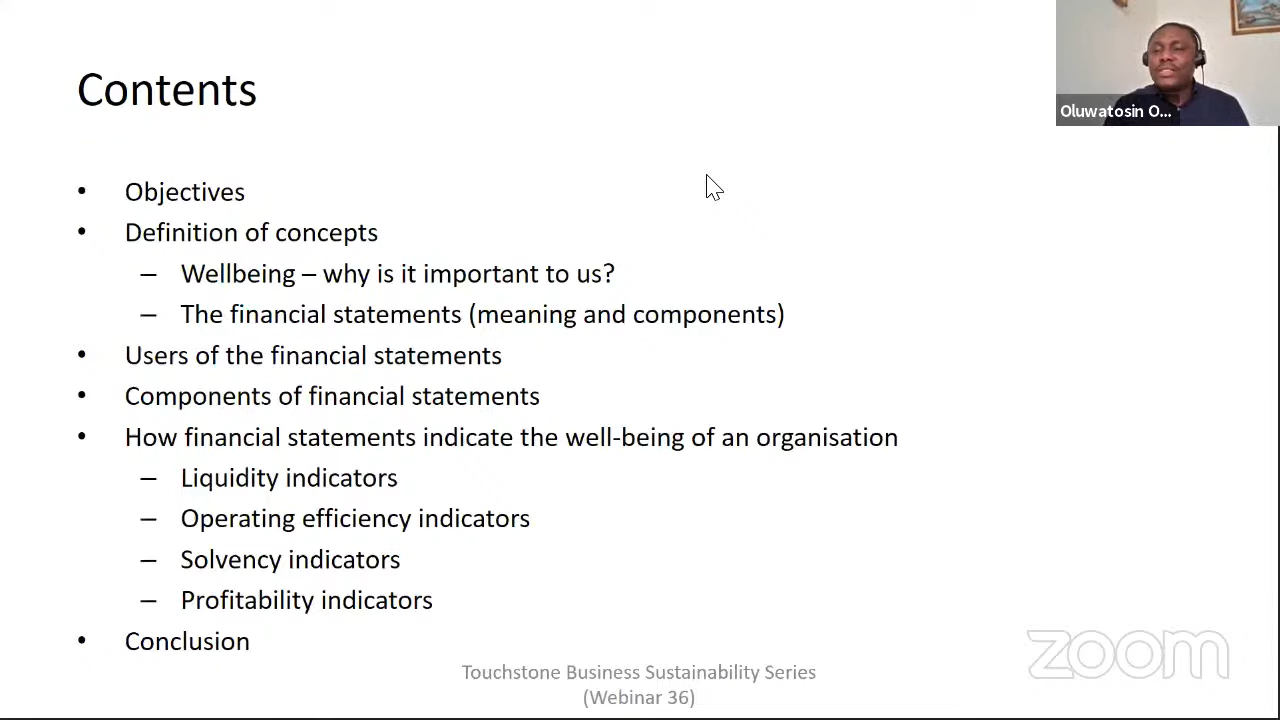 Contents
Oluwatosin O...
• Objectives
• Definition of concepts
– Wellbeing – why is it important to us?
– The financial statements (meaning and components)
• Users of the financial statements
• Components of financial statements
• How financial statements indicate the well-being of an organisation
– Liquidity indicators
– Operating efficiency indicators
– Solvency indicators
– Profitability indicators
• Conclusion
Touchstone Business Sustainability Series
(Webinar 36)
zoom